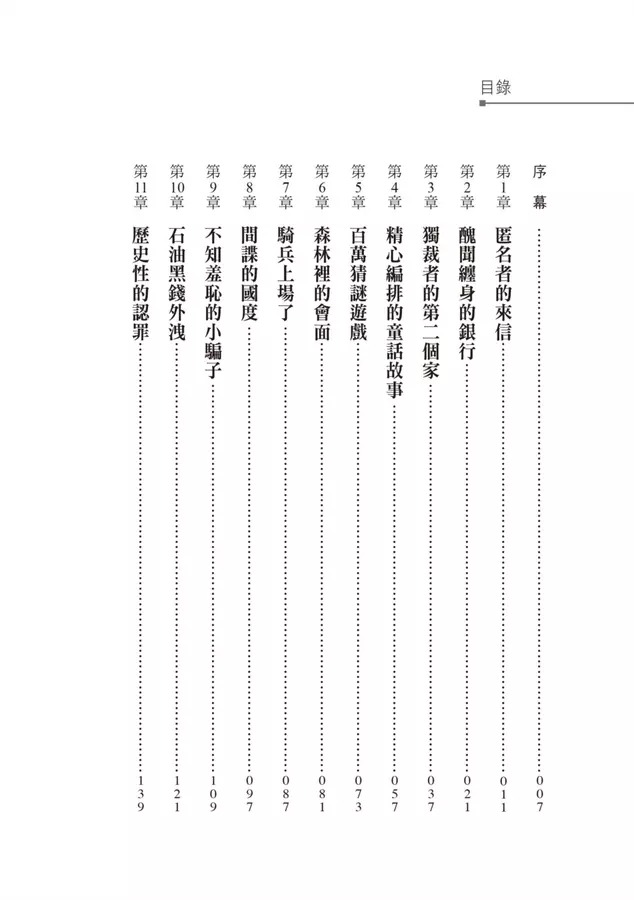 目錄
序幕……007
第1章 匿名者的來信……011
第2章 醜聞纏身的銀行……021
第3章 獨裁者的第二個家……037
第4章 精心編排的童話故事……057
第5章 百萬猜謎遊戲……073
第6章 森林裡的會面……081
第7章 騎兵上場了……087
第8章 間諜的國度……097
第9章 不知羞恥的小騙子……109
第10章 石油黑錢外洩……121
第11章 歷史性的認罪……139